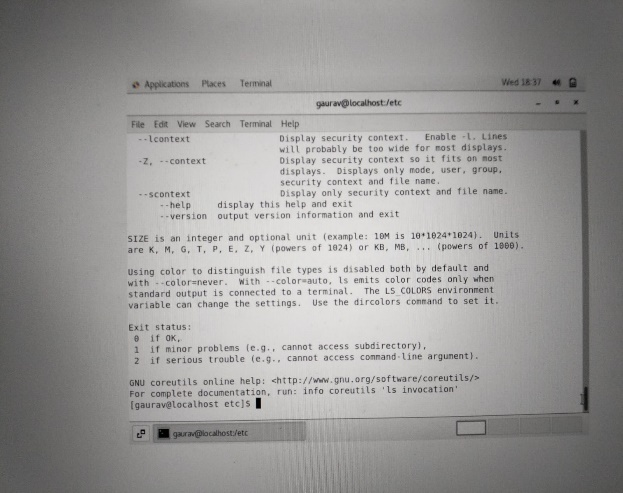 Applications Places Terminal Wed 18:37
gaurav@localhost:/etc
File Edit View Search Terminal Help
--lcontext Display security context. Enable -l. Lines
will probably be too wide for most displays.
-Z, --context Display security context so it fits on most
displays. Displays only mode, user, group,
security context and file name.
--scontext Display only security context and file name.
--help display this help and exit
--version output version information and exit
SIZE is an integer and optional unit (example: 10M is 10*1024*1024). Units
are K, M, G, T, P, E, Z, Y (powers of 1024) or KB, MB, ... (powers of 1000).
Using color to distinguish file types is disabled both by default and
with --color=never. With --color=auto, ls emits color codes only when
standard output is connected to a terminal. The LS_COLORS environment
variable can change the settings. Use the dircolors command to set it.
Exit status:
0 if OK,
1 if minor problems (e.g., cannot access subdirectory),
2 if serious trouble (e.g., cannot access command-line argument).
GNU coreutils online help: <http://www.gnu.org/software/coreutils/>
For complete documentation, run: info coreutils 'ls invocation'
[gaurav@localhost etc]$
gaurav@localhost:/etc